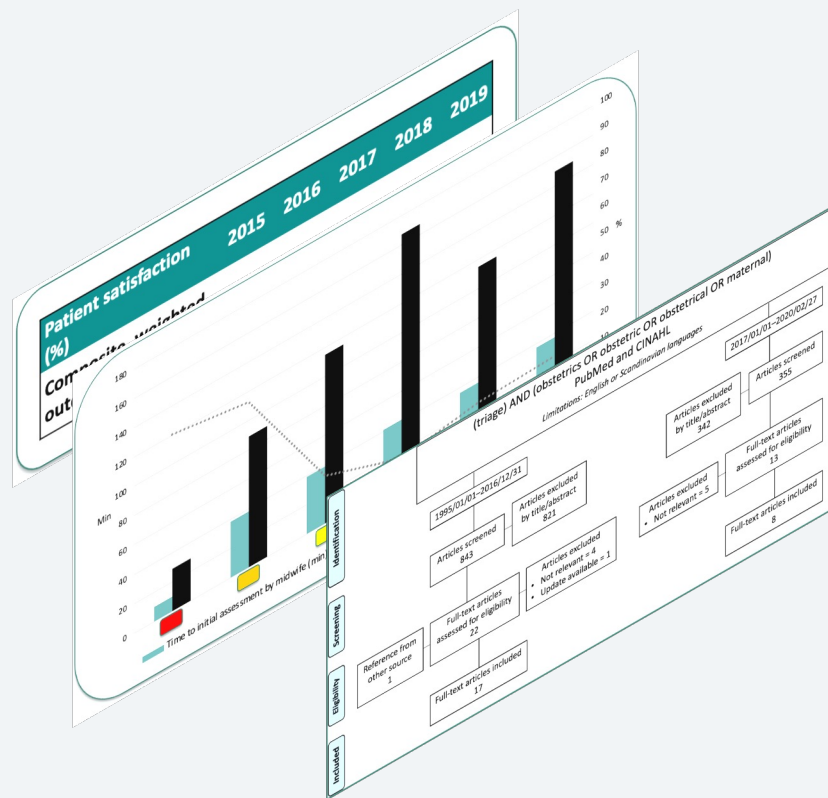 Patient satisfaction
(%)
2015 2016 2017 2018 2019
Composite weighted
180
160
140
120
100
80
60
40
20
0
Min
100
90
80
70
60
50
40
30
20
%
Time to initial assessment by midwife (min)
(triage) AND (obstetrics OR obstetric OR obstetrical OR maternal)
PubMed and CINAHL
Limitations: English or Scandinavian languages
Identification
Screening
Eligibility
Included
1995/01/01–2016/12/31
Articles screened
843
Articles excluded
by title/abstract
821
Full-text articles
assessed for eligibility
22
Articles excluded
• Not relevant = 4
• Update available = 1
Reference from
other source
1
Full-text articles included
17
2017/01/01–2020/02/27
Articles screened
355
Articles excluded
by title/abstract
342
Full-text articles
assessed for eligibility
13
Articles excluded
• Not relevant = 5
Full-text articles included
8